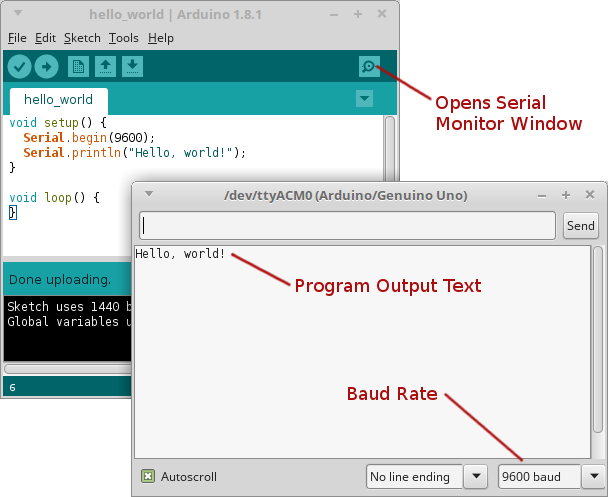 hello_world | Arduino 1.8.1
File Edit Sketch Tools Help
hello_world
Opens Serial
Monitor Window
void setup() {
Serial.begin(9600);
Serial.println("Hello, world!");
}
void loop() {
}
Done uploading.
Sketch uses 1440 b
Global variables u
6
/dev/ttyACM0 (Arduino/Genuino Uno)
Send
Hello, world!
Program Output Text
Baud Rate
Autoscroll
No line ending
9600 baud